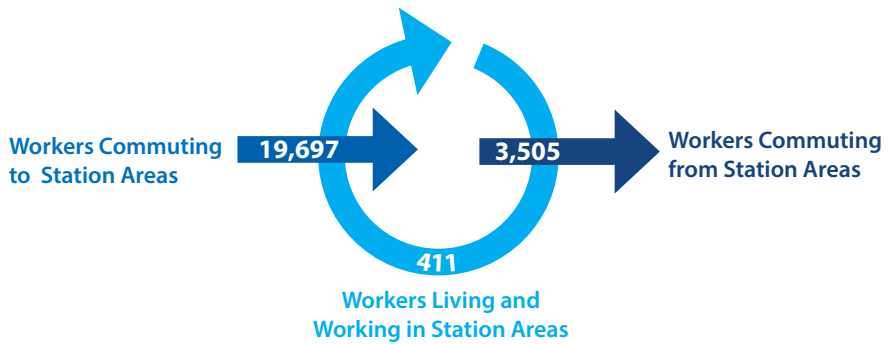 Workers Commuting
to Station Areas
19,697
3,505
Workers Commuting
from Station Areas
411
Workers Living and
Working in Station Areas